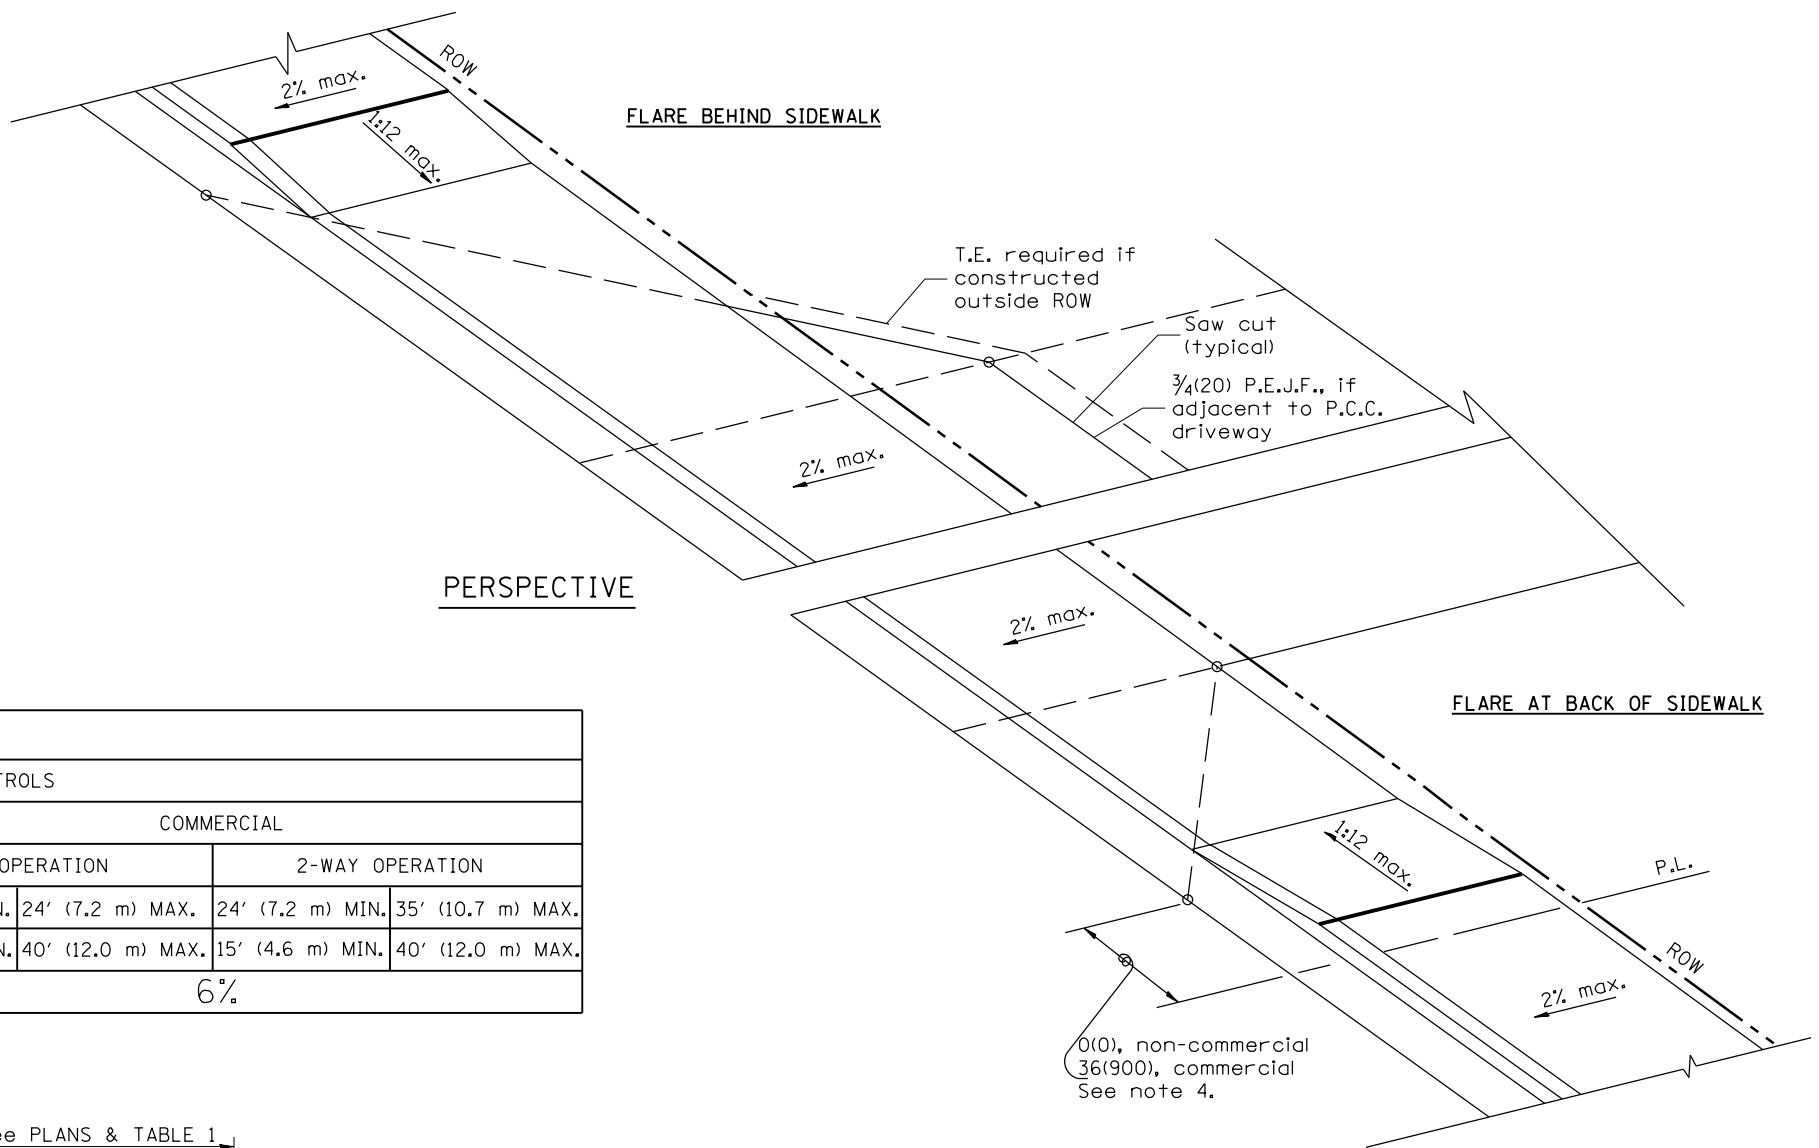 ROW
2% max.
FLARE BEHIND SIDEWALK
1:12 max.
T.E. required if
constructed
outside ROW
Saw cut
(typical)
3/4(20) P.E.J.F., if
adjacent to P.C.C.
driveway
2% max.
PERSPECTIVE
2% max.
FLARE AT BACK OF SIDEWALK
TROLS
COMMERCIAL
OPERATION
2-WAY OPERATION
N. 24' (7.2 m) MAX. 24' (7.2 m) MIN. 35' (10.7 m) MAX.
N. 40' (12.0 m) MAX. 15' (4.6 m) MIN. 40' (12.0 m) MAX.
6%
1:12 max.
P.L.
ROW
2% max.
0(0), non-commercial
36(900), commercial
See note 4.
ee PLANS & TABLE 1